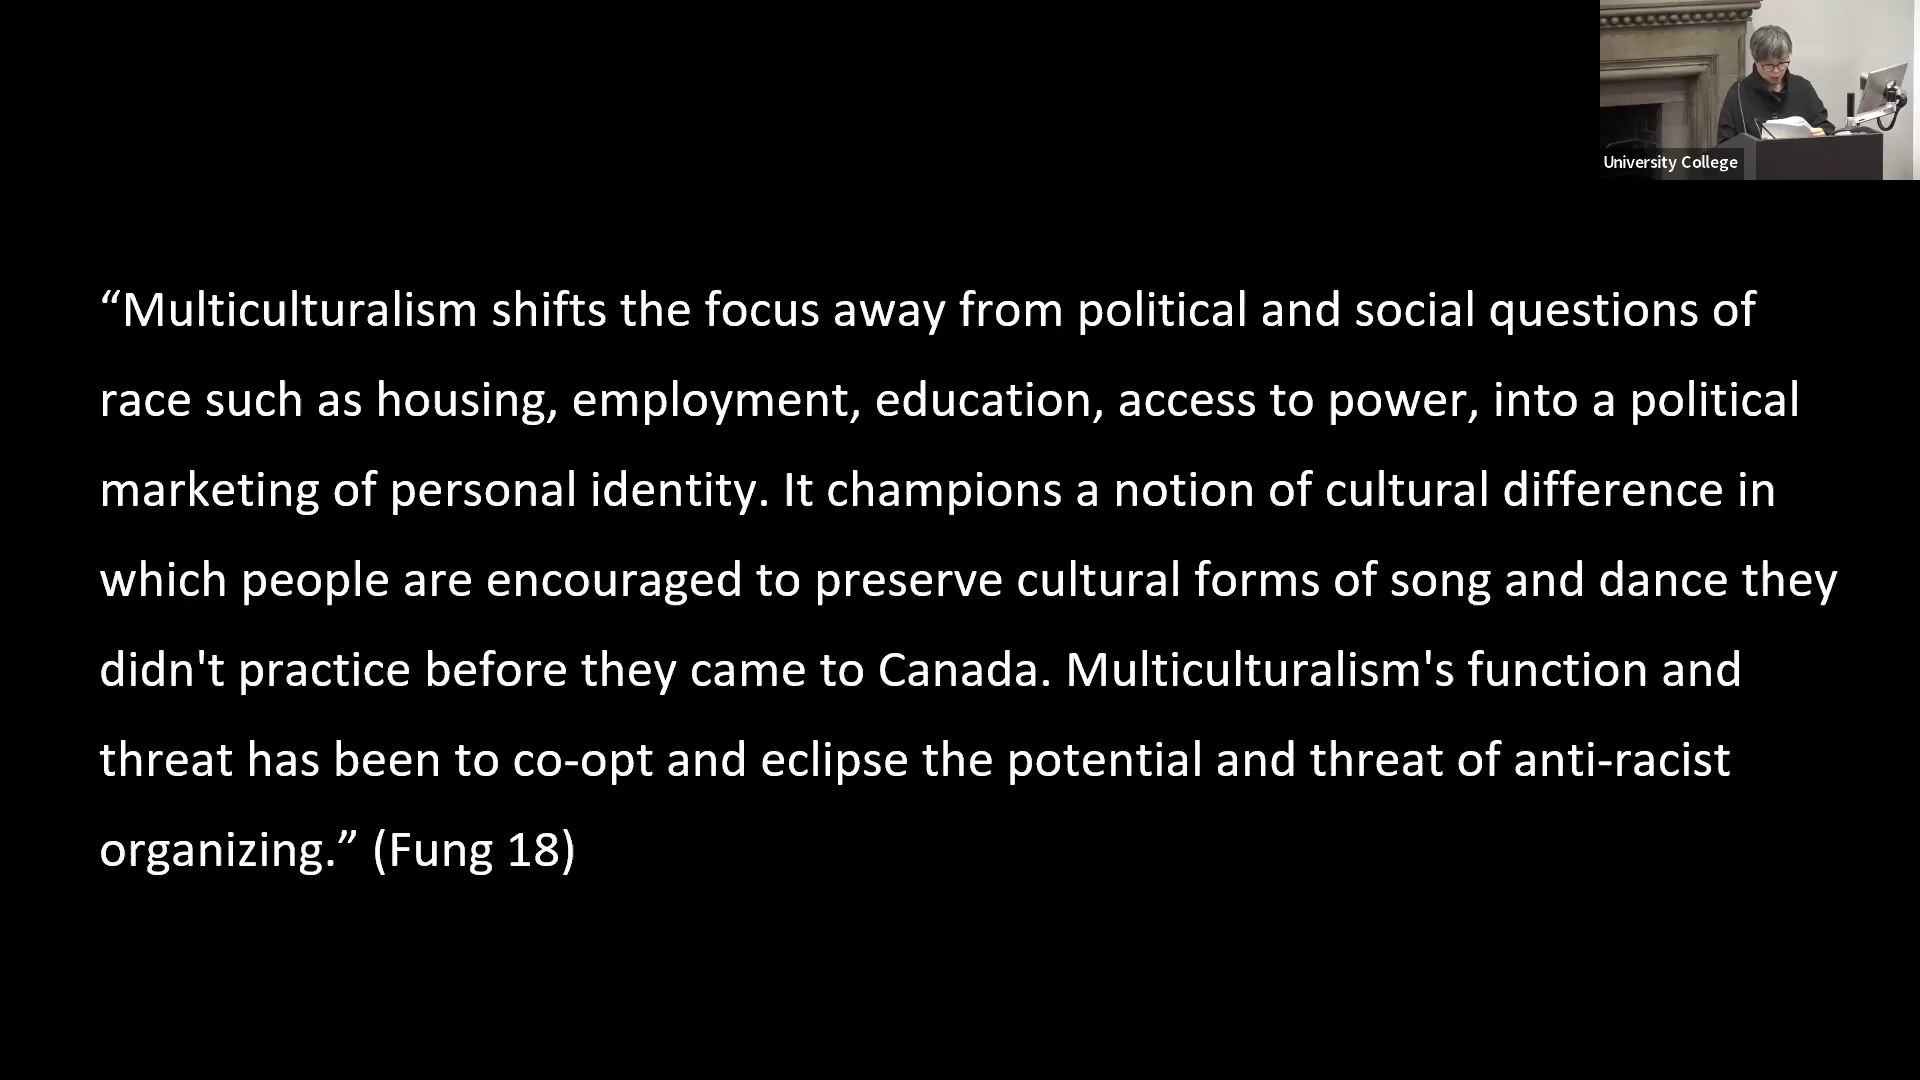 University College
“Multiculturalism shifts the focus away from political and social questions of
race such as housing, employment, education, access to power, into a political
marketing of personal identity. It champions a notion of cultural difference in
which people are encouraged to preserve cultural forms of song and dance they
didn't practice before they came to Canada. Multiculturalism's function and
threat has been to co-opt and eclipse the potential and threat of anti-racist
organizing.” (Fung 18)